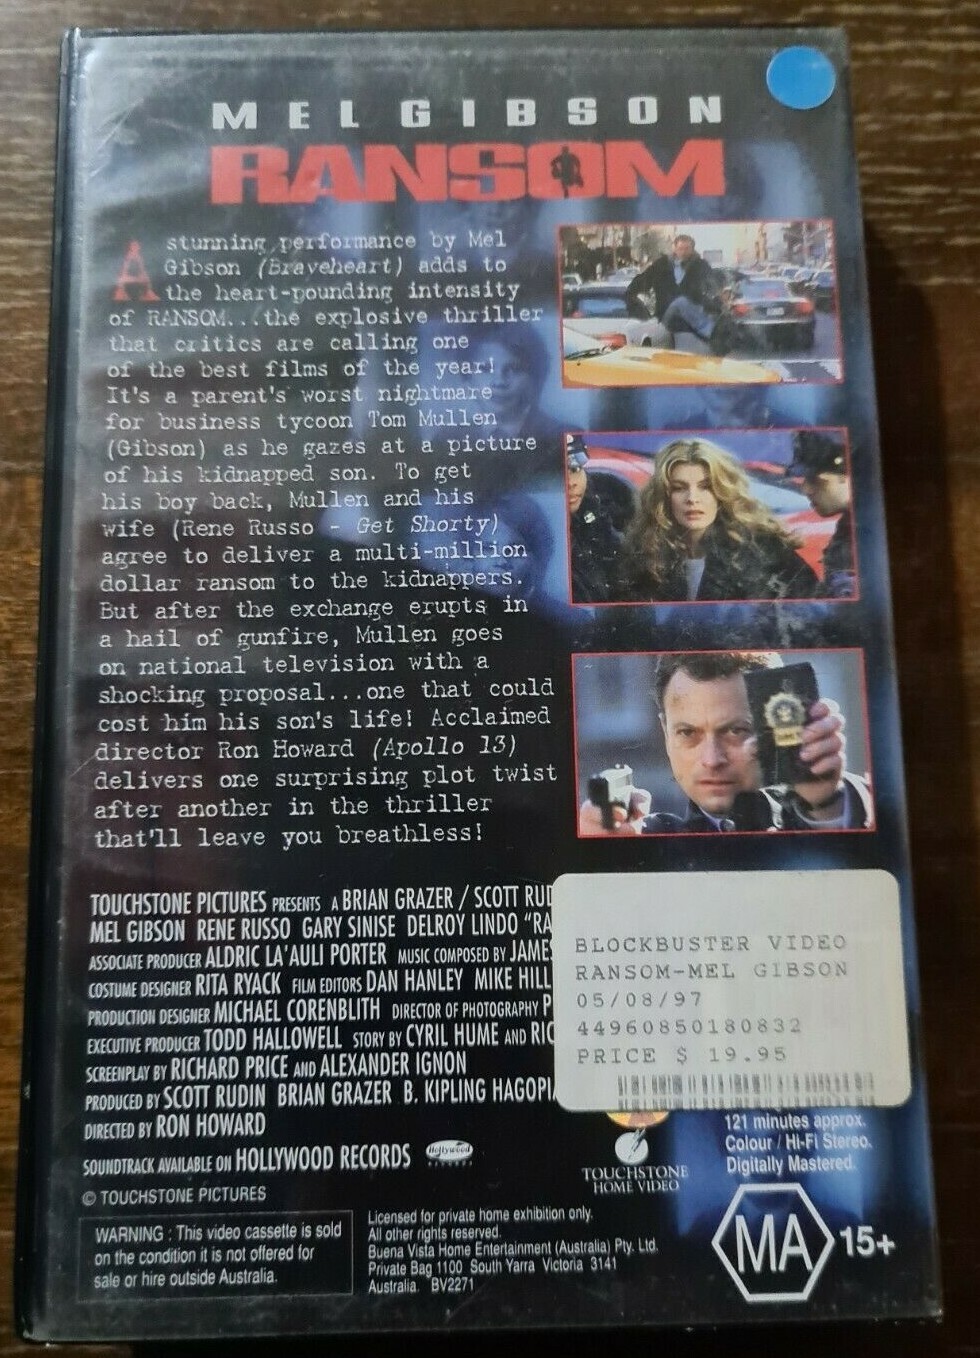 MEL GIBSON
RANSOM
A stunning performance by Mel
Gibson (Braveheart) adds to
the heart-pounding intensity
of RANSOM...the explosive thriller
that critics are calling one
of the best films of the year!
It's a parent's worst nightmare
for business tycoon Tom Mullen
(Gibson) as he gazes at a picture
of his kidnapped son. To get
his boy back, Mullen and his
wife (Rene Russo - Get Shorty)
agree to deliver a multi-million
dollar ransom to the kidnappers.
But after the exchange erupts in
a hail of gunfire, Mullen goes
on national television with a
shocking proposal...one that could
cost him his son's life! Acclaimed
director Ron Howard (Apollo 13)
delivers one surprising plot twist
after another in the thriller
that'll leave you breathless!
TOUCHSTONE PICTURES PRESENTS A BRIAN GRAZER / SCOTT RUD
MEL GIBSON RENE RUSSO GARY SINISE DELROY LINDO "RA
ASSOCIATE PRODUCER ALDRIC LA'AULI PORTER MUSIC COMPOSED BY JAMES
COSTUME DESIGNER RITA RYACK FILM EDITORS DAN HANLEY MIKE HILL
PRODUCTION DESIGNER MICHAEL CORENBLITH DIRECTOR OF PHOTOGRAPHY P
EXECUTIVE PRODUCER TODD HALLOWELL STORY BY CYRIL HUME AND RIC
SCREENPLAY BY RICHARD PRICE AND ALEXANDER IGNON
PRODUCED BY SCOTT RUDIN BRIAN GRAZER B. KIPLING HAGOPI
DIRECTED BY RON HOWARD
SOUNDTRACK AVAILABLE ON HOLLYWOOD RECORDS
Hollywood
RECORDS
© TOUCHSTONE PICTURES
BLOCKBUSTER VIDEO
RANSOM-MEL GIBSON
05/08/97
44960850180832
PRICE $ 19.95
TOUCHSTONE
HOME VIDEO
121 minutes approx.
Colour / Hi-Fi Stereo.
Digitally Mastered.
WARNING : This video cassette is sold
on the condition it is not offered for
sale or hire outside Australia.
Licensed for private home exhibition only.
All other rights reserved.
Buena Vista Home Entertainment (Australia) Pty. Ltd.
Private Bag 1100 South Yarra Victoria 3141
Australia. BV2271
MA 15+